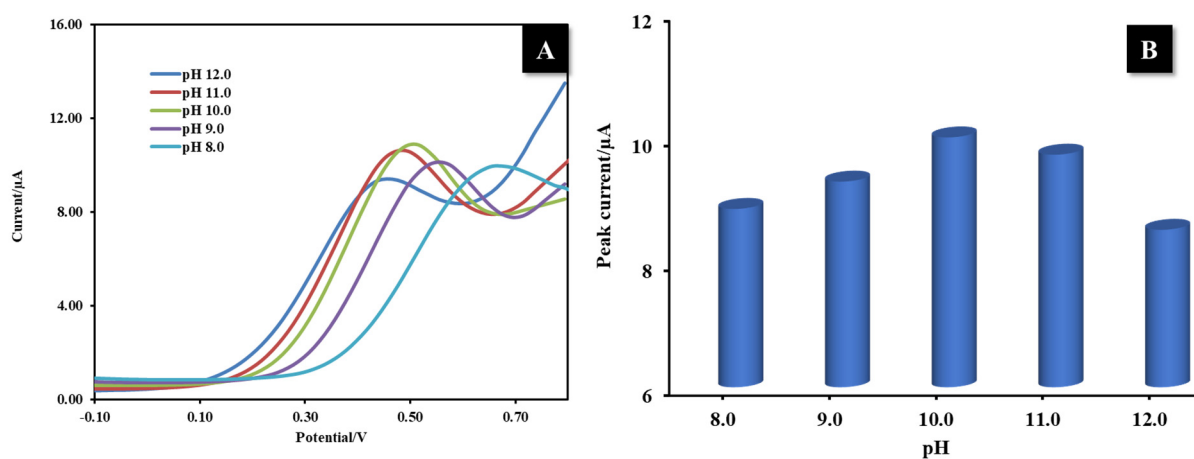 A
16.00
12.00
8.00
4.00
0.00
Current/µA
pH 12.0
pH 11.0
pH 10.0
pH 9.0
pH 8.0
-0.10 0.10 0.30 0.50 0.70
Potential/V
B
12
10
8
6
Peak current/µA
8.0 9.0 10.0 11.0 12.0
pH